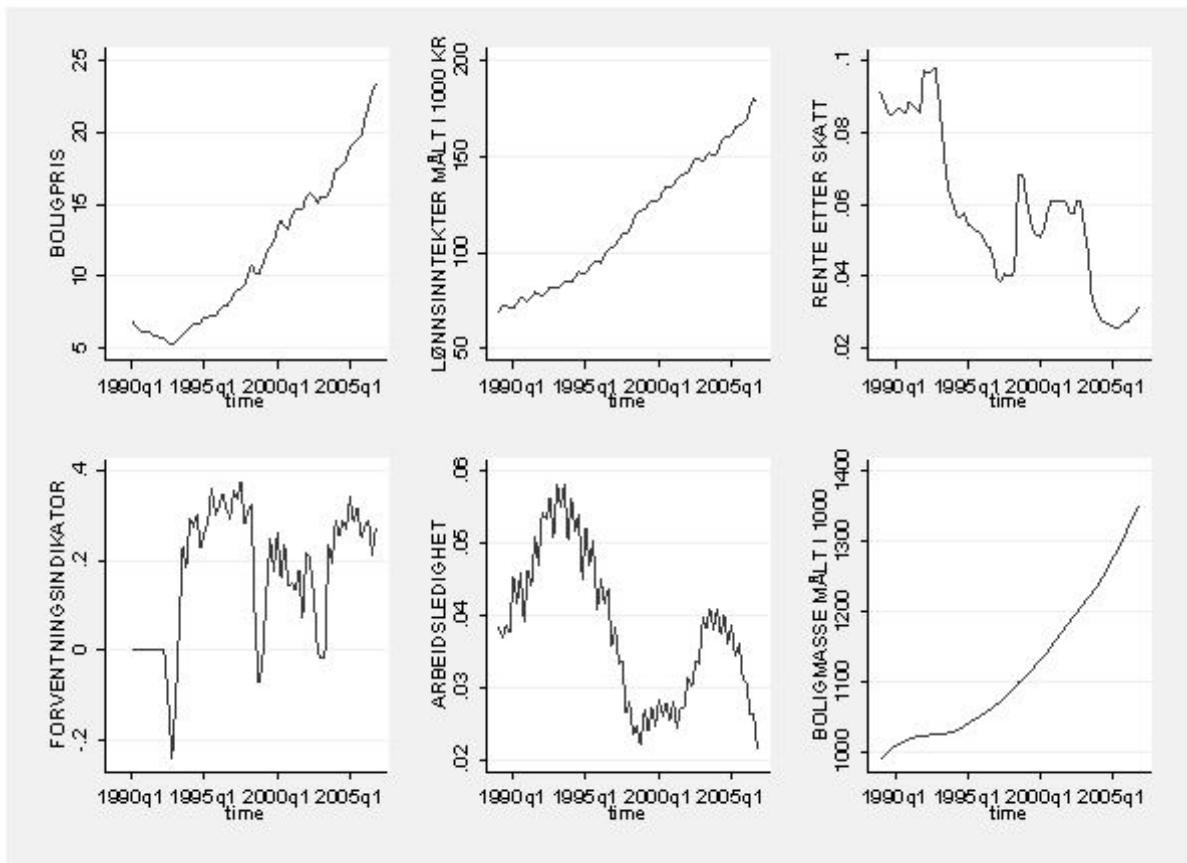 BOLIGPRIS
25
20
15
10
5
1990q1 1995q1 2000q1 2005q1
time
LØNNSINNTEKTER MÅLT I 1000 KR
200
150
100
50
1990q1 1995q1 2000q1 2005q1
time
RENTE ETTER SKATT
.1
.08
.06
.04
.02
1990q1 1995q1 2000q1 2005q1
time
FORVENTNINGSINDIKATOR
.4
.2
0
-.2
1990q1 1995q1 2000q1 2005q1
time
ARBEIDSLEDIGHET
.06
.05
.04
.03
.02
1990q1 1995q1 2000q1 2005q1
time
BOLIGMASSE MÅLT I 1000
1400
1300
1200
1100
1000
1990q1 1995q1 2000q1 2005q1
time